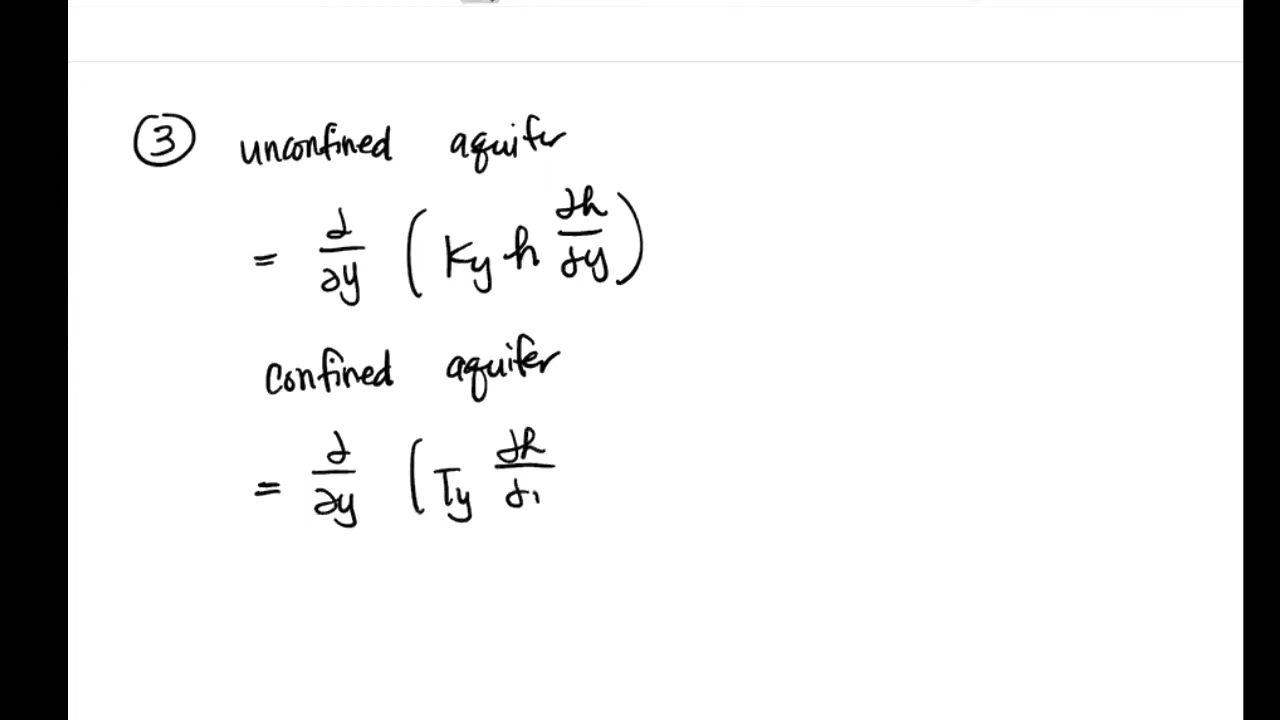 ③ unconfined aquifer
= ∂/∂y ( Ky h ∂h/∂y )
confined aquifer
= ∂/∂y ( Ty ∂h/∂